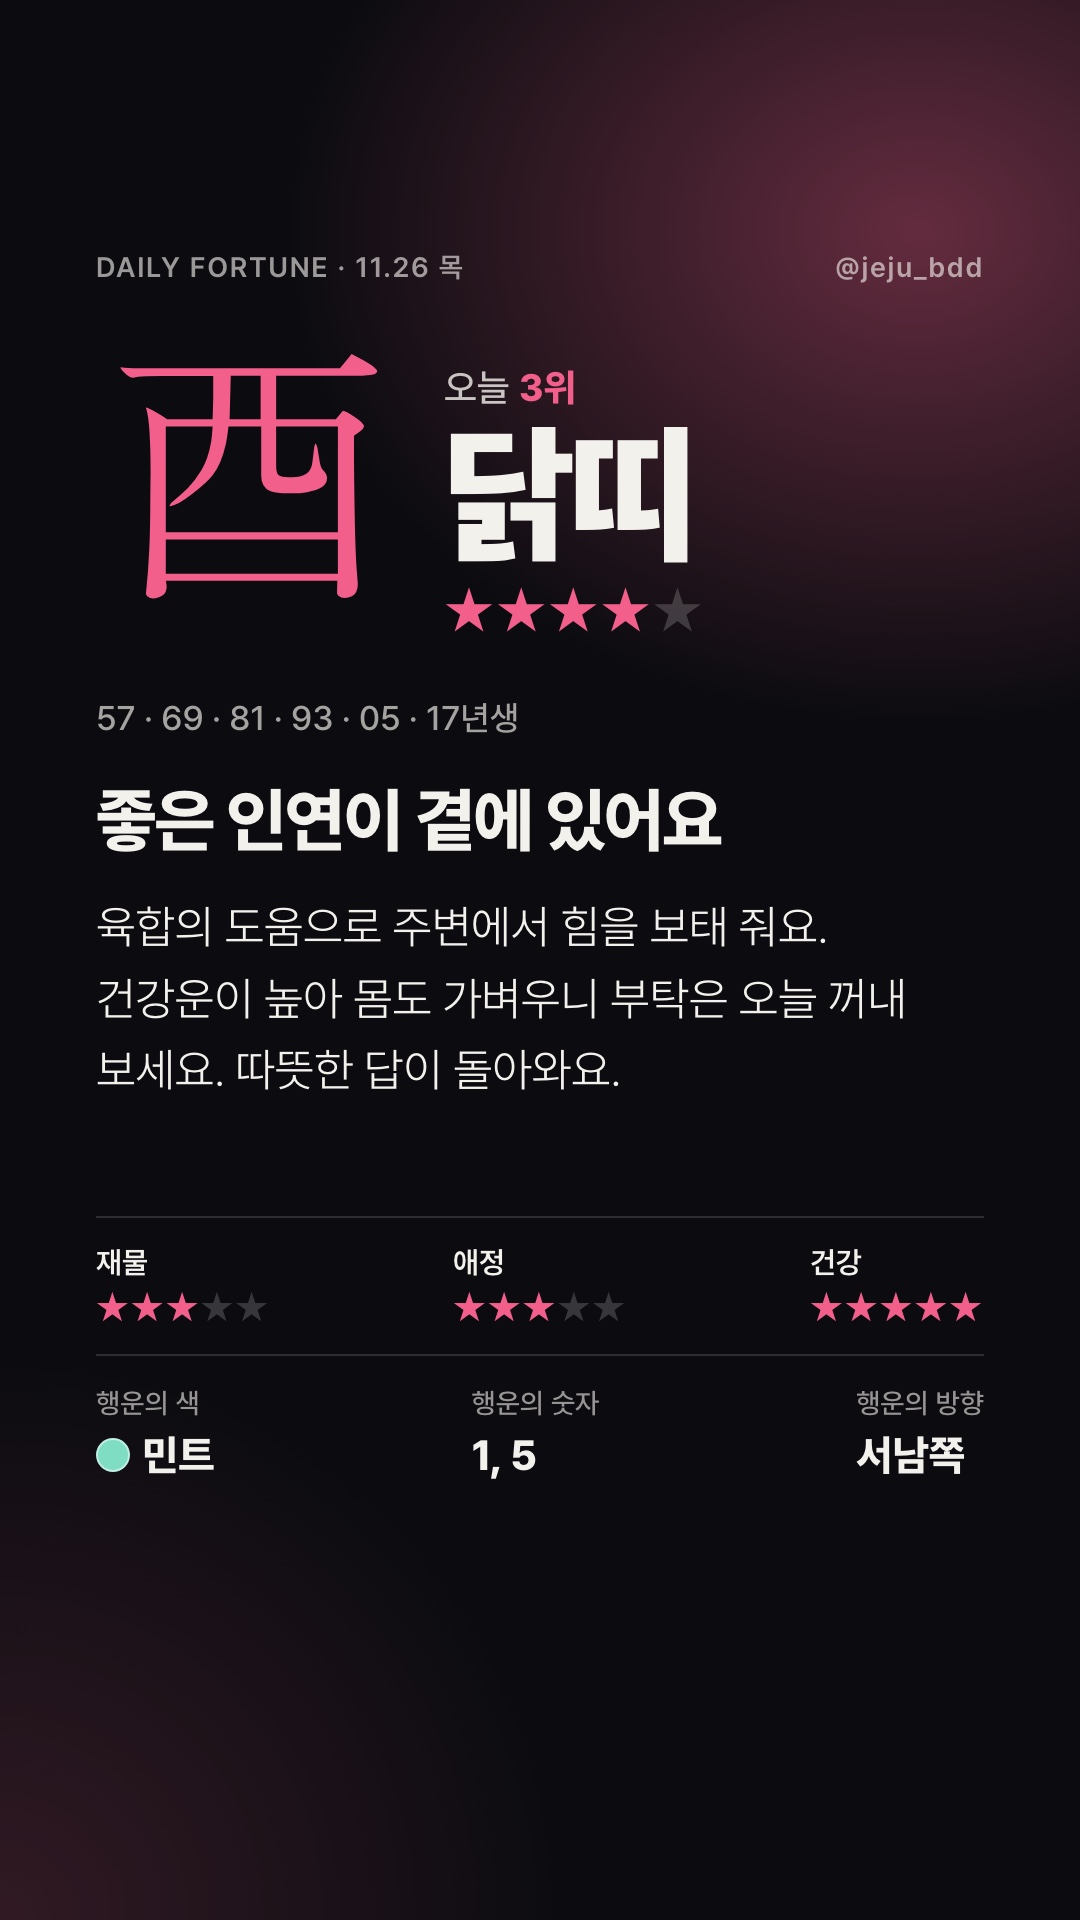 DAILY FORTUNE · 11.26 목
@jeju_bdd
酉
오늘 3위
닭띠
★★★★★
57 · 69 · 81 · 93 · 05 · 17년생
좋은 인연이 곁에 있어요
육합의 도움으로 주변에서 힘을 보태 줘요.
건강운이 높아 몸도 가벼우니 부탁은 오늘 꺼내
보세요. 따뜻한 답이 돌아와요.
재물 애정 건강
★★★★★ ★★★★★ ★★★★★
행운의 색 행운의 숫자 행운의 방향
민트 1, 5 서남쪽